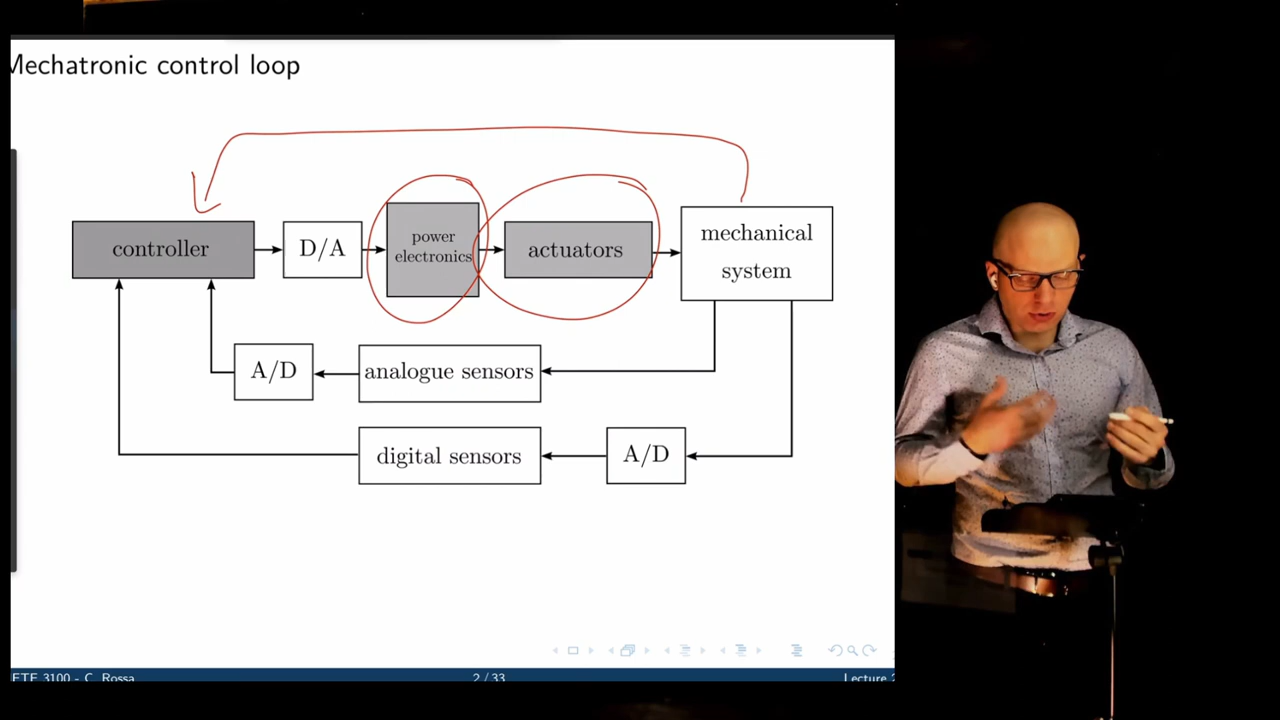 Mechatronic control loop
controller
D/A
power
electronics
actuators
mechanical
system
A/D
analogue sensors
digital sensors
A/D
ETE 3100 - C. Rossa
2 / 33
Lecture